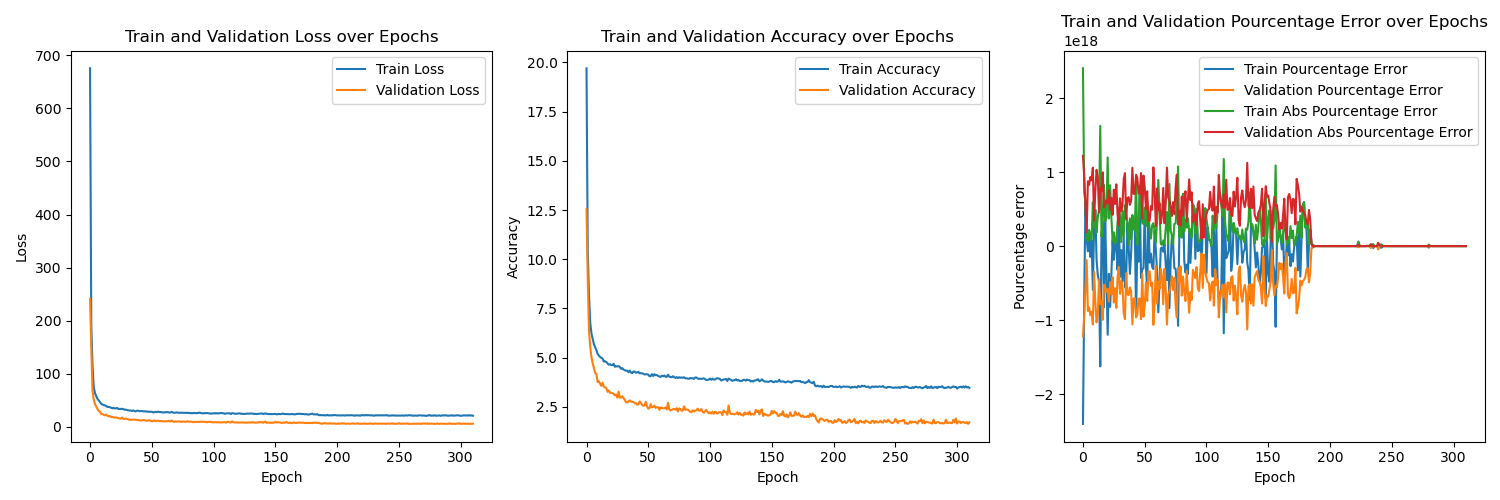 Train and Validation Loss over Epochs
700
600
500
400
300
200
100
0
Loss
0 50 100 150 200 250 300
Epoch
Train Loss
Validation Loss
Train and Validation Accuracy over Epochs
20.0
17.5
15.0
12.5
10.0
7.5
5.0
2.5
Accuracy
0 50 100 150 200 250 300
Epoch
Train Accuracy
Validation Accuracy
Train and Validation Pourcentage Error over Epochs
1e18
2
1
0
−1
−2
Pourcentage error
0 50 100 150 200 250 300
Epoch
Train Pourcentage Error
Validation Pourcentage Error
Train Abs Pourcentage Error
Validation Abs Pourcentage Error